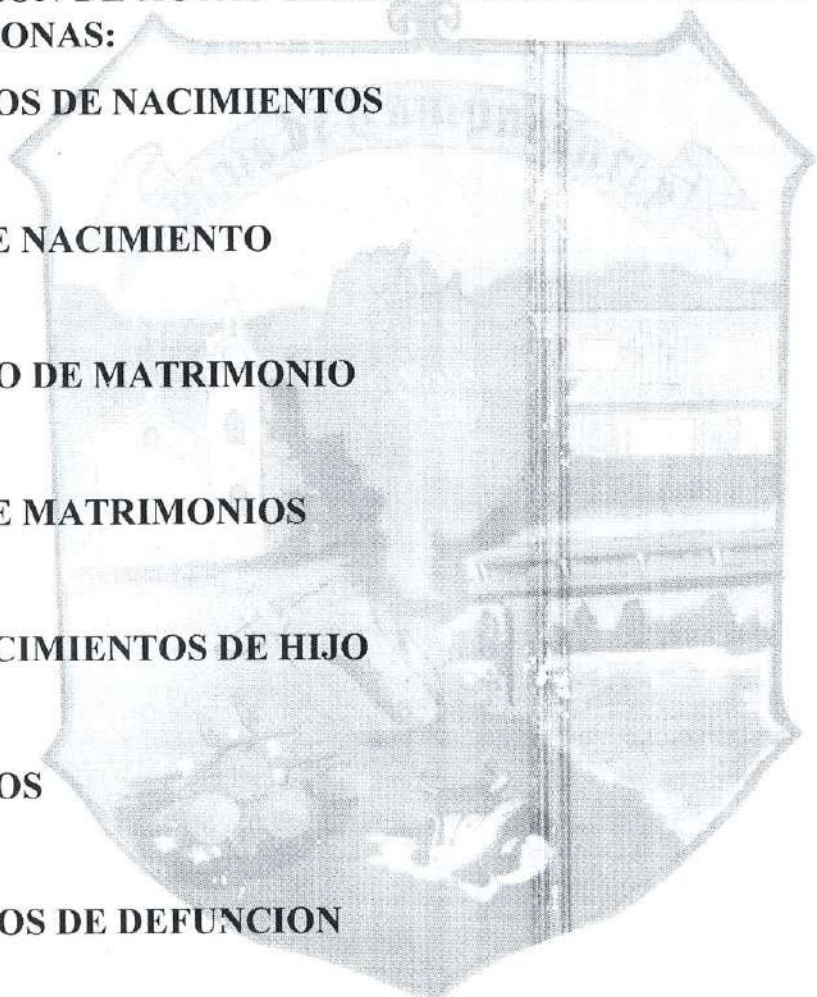 ONAS:
OS DE NACIMIENTOS
E NACIMIENTO
O DE MATRIMONIO
E MATRIMONIOS
CIMIENTOS DE HIJO
OS
OS DE DEFUNCION